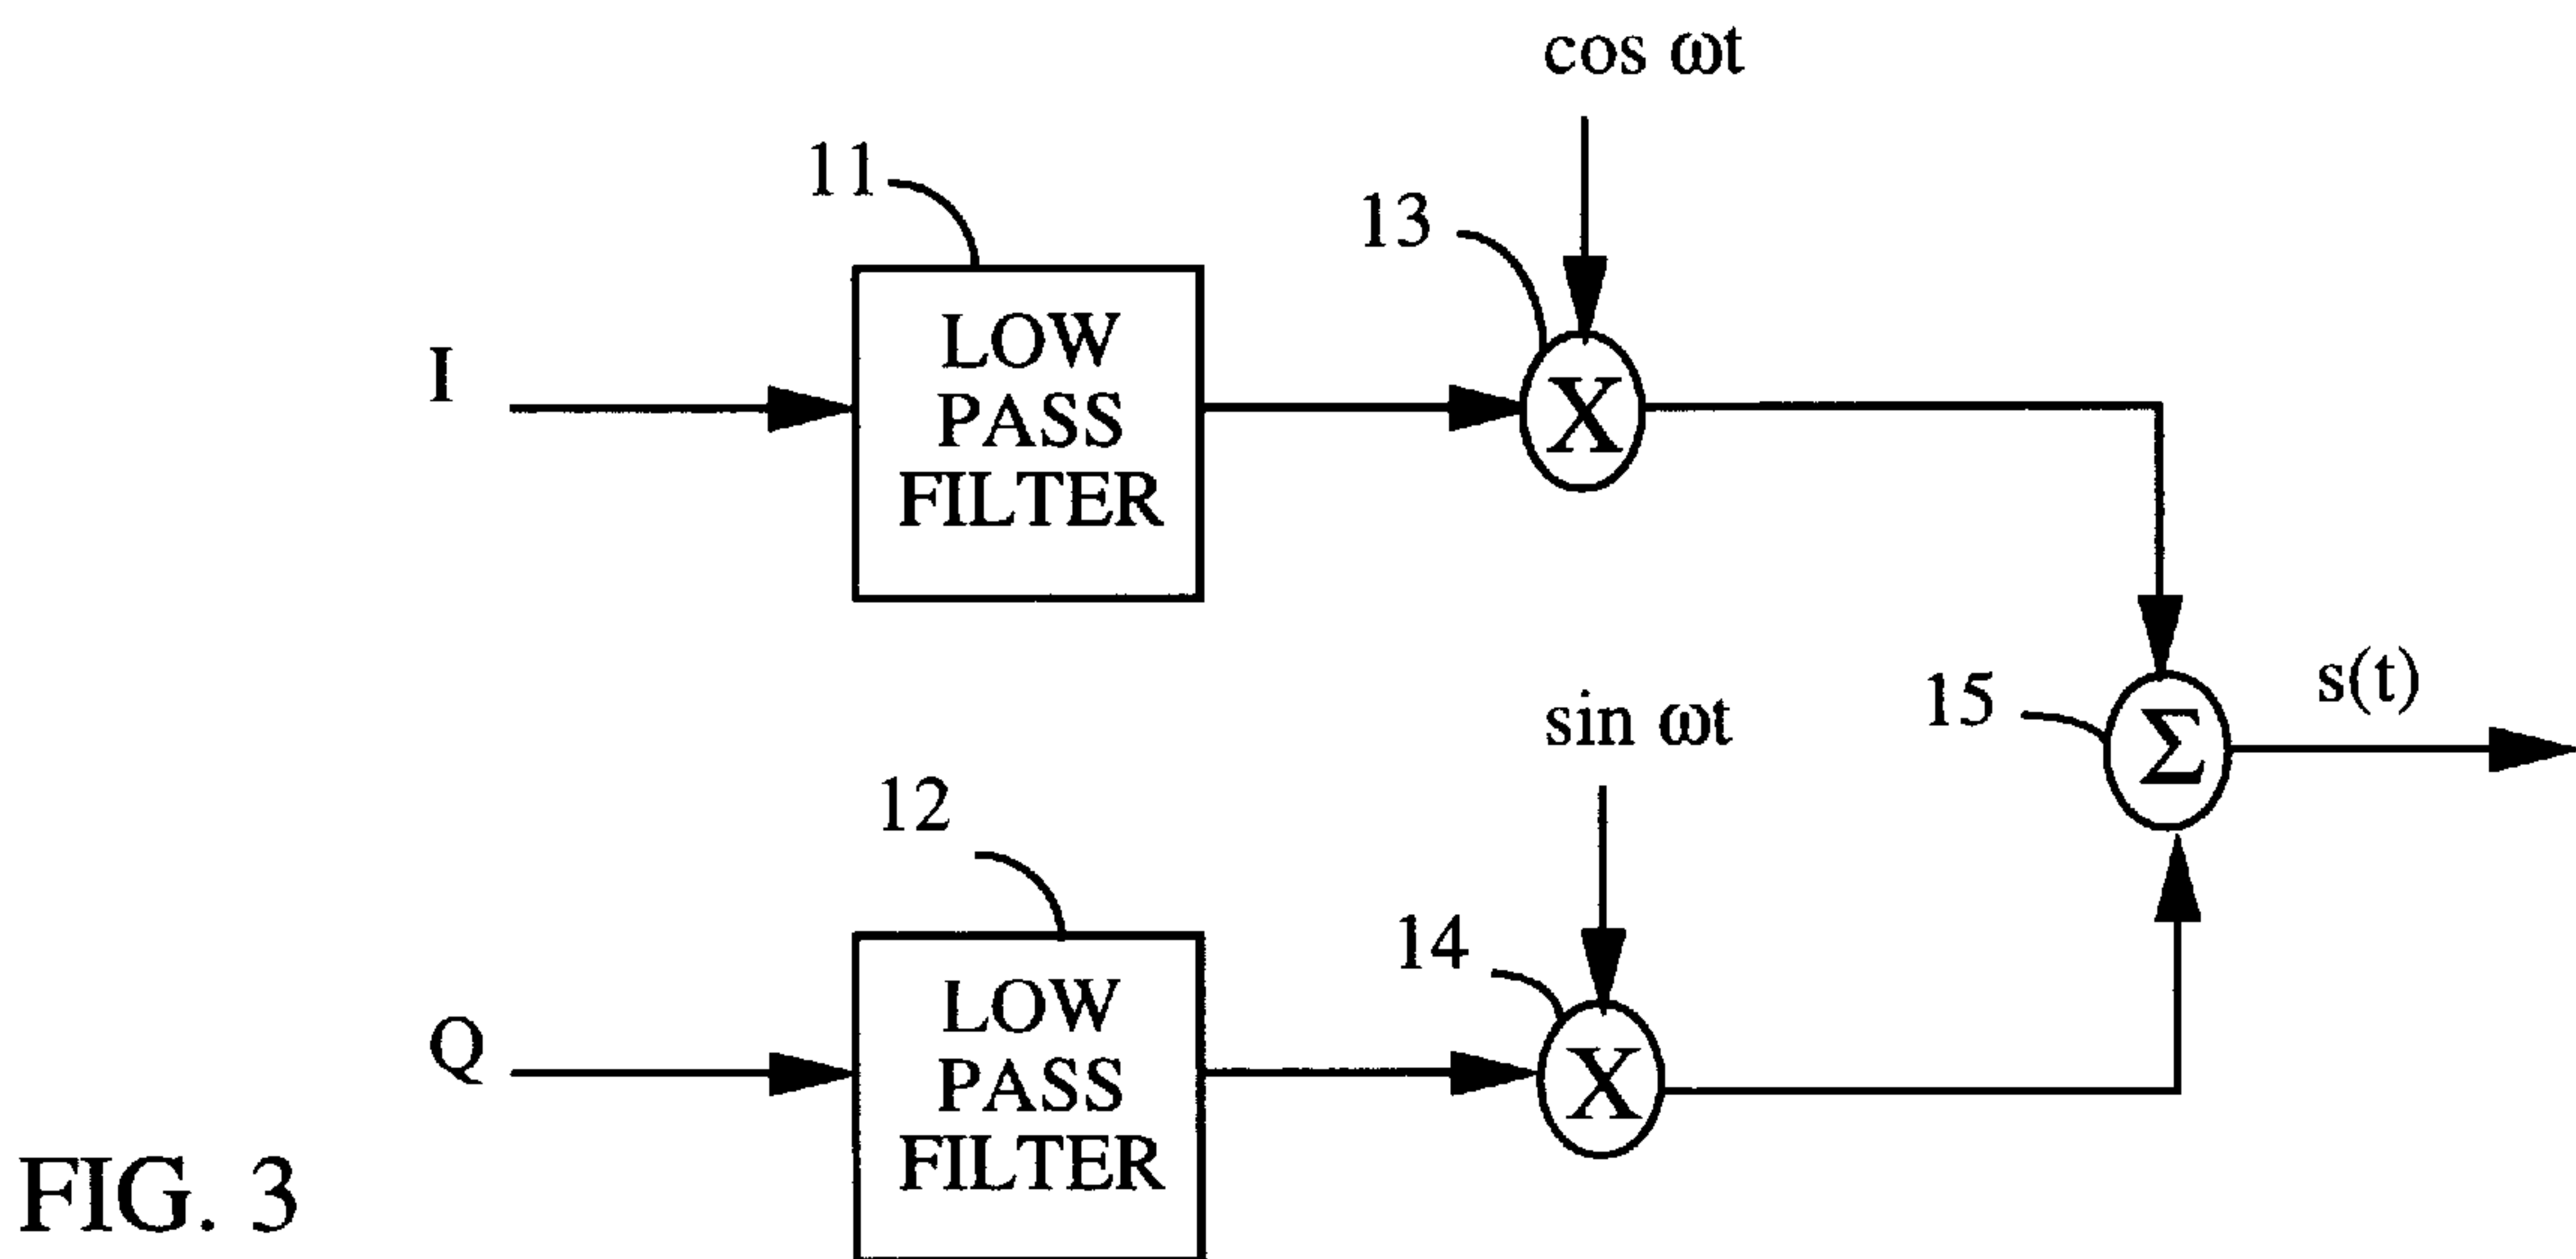 cos ωt
11
13
I
LOW
PASS
FILTER
X
sin ωt
15
s(t)
Σ
12
14
Q
LOW
PASS
FILTER
X
FIG. 3